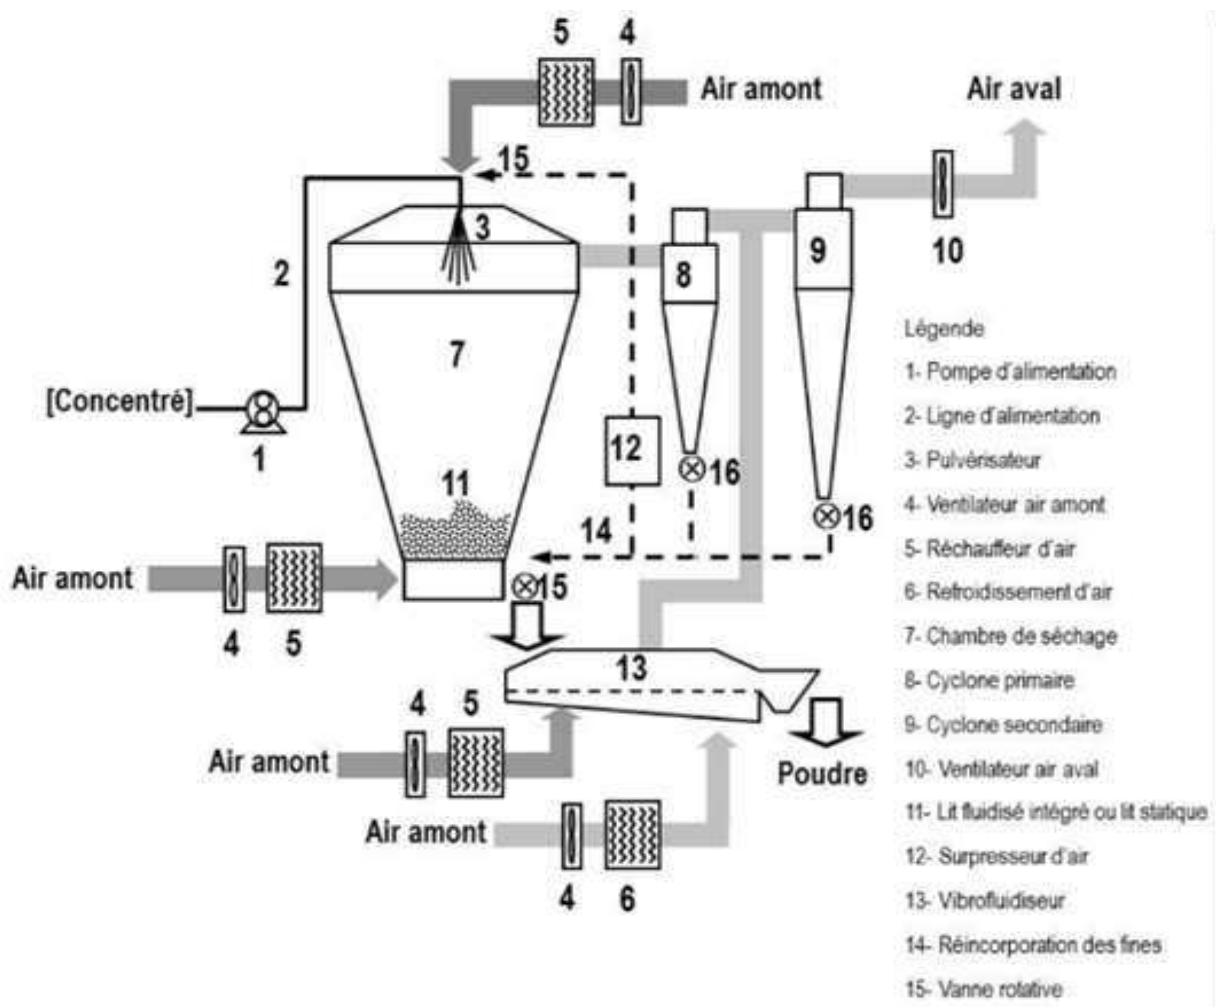 5 4
Air amont
Air aval
15
3
2
8
9
10
7
[Concentré]
1
12
16
11
14
16
Air amont
15
4 5
13
4 5
Air amont
Poudre
Air amont
4 6
Légende
1- Pompe d'alimentation
2- Ligne d'alimentation
3- Pulvérisateur
4- Ventilateur air amont
5- Réchauffeur d'air
6- Refroidissement d'air
7- Chambre de séchage
8- Cyclone primaire
9- Cyclone secondaire
10- Ventilateur air aval
11- Lit fluidisé intégré ou lit statique
12- Surpresseur d'air
13- Vibrofluidiseur
14- Réincorporation des fines
15- Vanne rotative